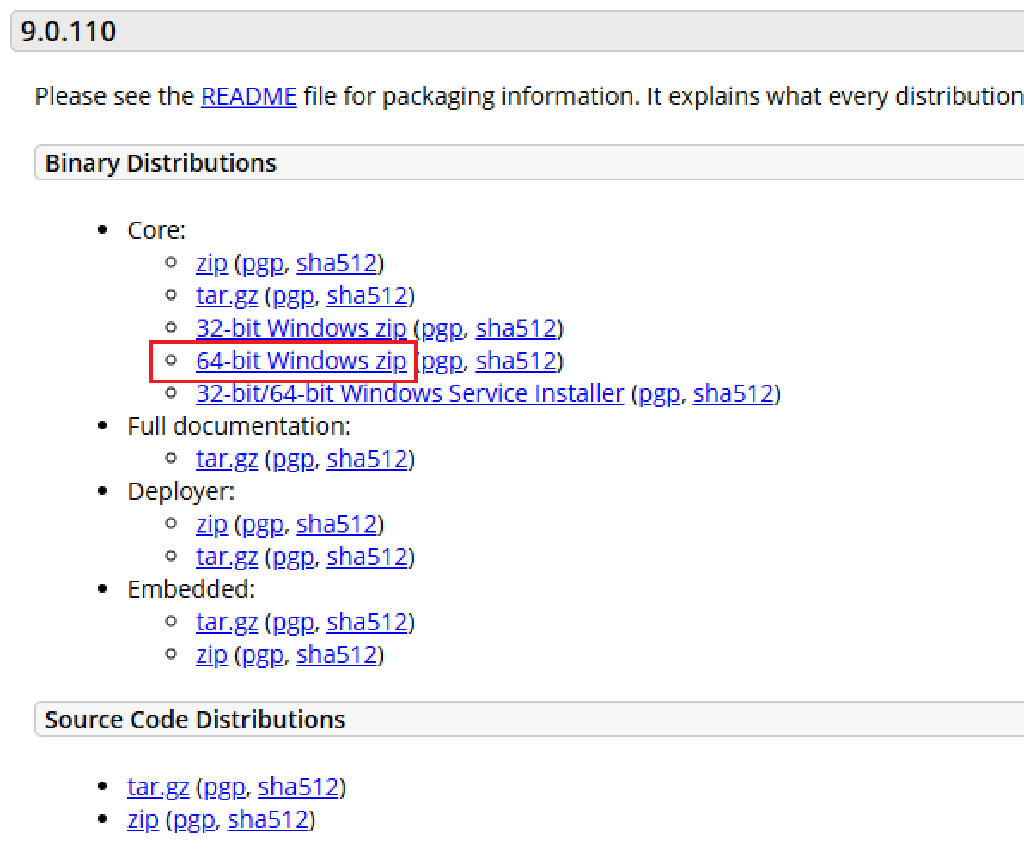 9.0.110
Please see the README file for packaging information. It explains what every distribution
Binary Distributions
Core:
zip (pgp, sha512)
tar.gz (pgp, sha512)
32-bit Windows zip (pgp, sha512)
64-bit Windows zip (pgp, sha512)
32-bit/64-bit Windows Service Installer (pgp, sha512)
Full documentation:
tar.gz (pgp, sha512)
Deployer:
zip (pgp, sha512)
tar.gz (pgp, sha512)
Embedded:
tar.gz (pgp, sha512)
zip (pgp, sha512)
Source Code Distributions
tar.gz (pgp, sha512)
zip (pgp, sha512)